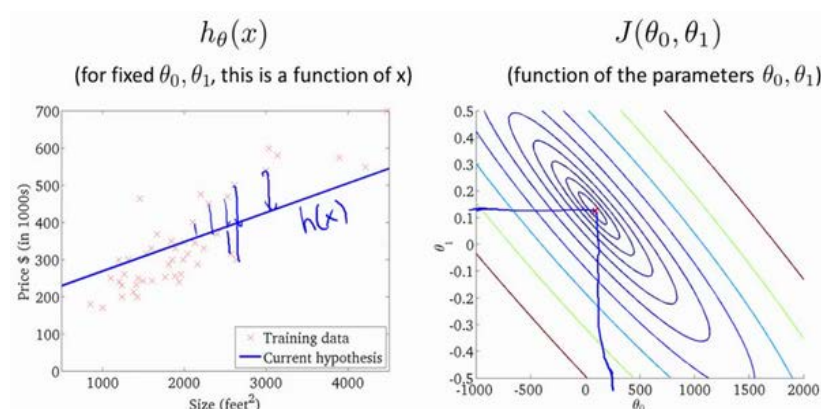 hθ(x)
(for fixed θ0, θ1, this is a function of x)
700
600
500
400
300
200
100
0
Price $ (in 1000s)
1000
2000
3000
4000
Size (feet²)
h(x)
Training data
Current hypothesis
J(θ0, θ1)
(function of the parameters θ0, θ1)
0.5
0.4
0.3
0.2
0.1
0
-0.1
-0.2
-0.3
-0.4
-0.5
θ1
-1000
-500
0
500
1000
1500
2000
θ0